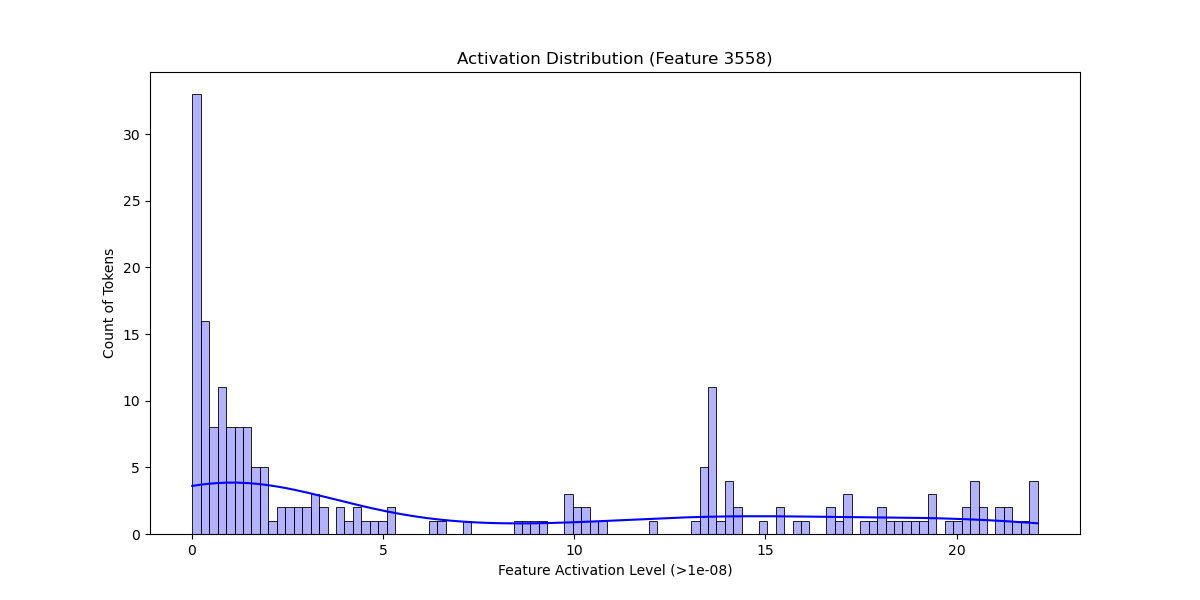 Activation Distribution (Feature 3558)
Count of Tokens
30
25
20
15
10
5
0
0 5 10 15 20
Feature Activation Level (>1e-08)